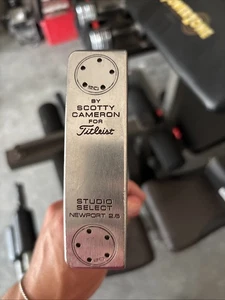 BY
SCOTTY
CAMERON
FOR
Titleist
STUDIO
SELECT
NEWPORT 2.6